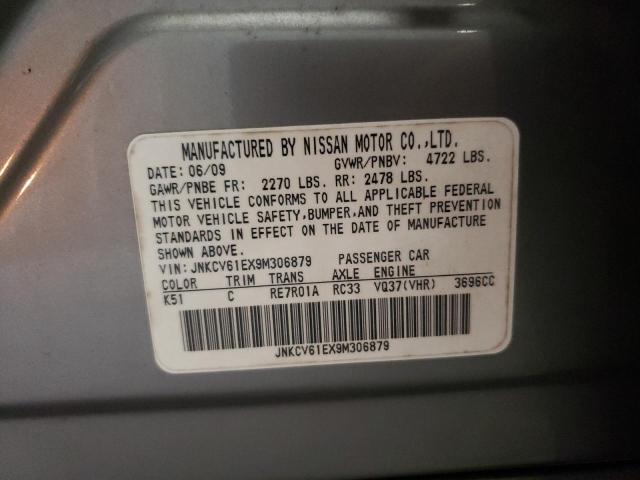 MANUFACTURED BY NISSAN MOTOR CO.,LTD.
DATE: 06/09 GVWR/PNBV: 4722 LBS.
GAWR/PNBE FR: 2270 LBS. RR: 2478 LBS.
THIS VEHICLE CONFORMS TO ALL APPLICABLE FEDERAL
MOTOR VEHICLE SAFETY,BUMPER,AND THEFT PREVENTION
STANDARDS IN EFFECT ON THE DATE OF MANUFACTURE
SHOWN ABOVE.
VIN: JNKCV61EX9M306879 PASSENGER CAR
COLOR TRIM TRANS AXLE ENGINE
K51 C RE7R01A RC33 VQ37(VHR) 3696CC
JNKCV61EX9M306879